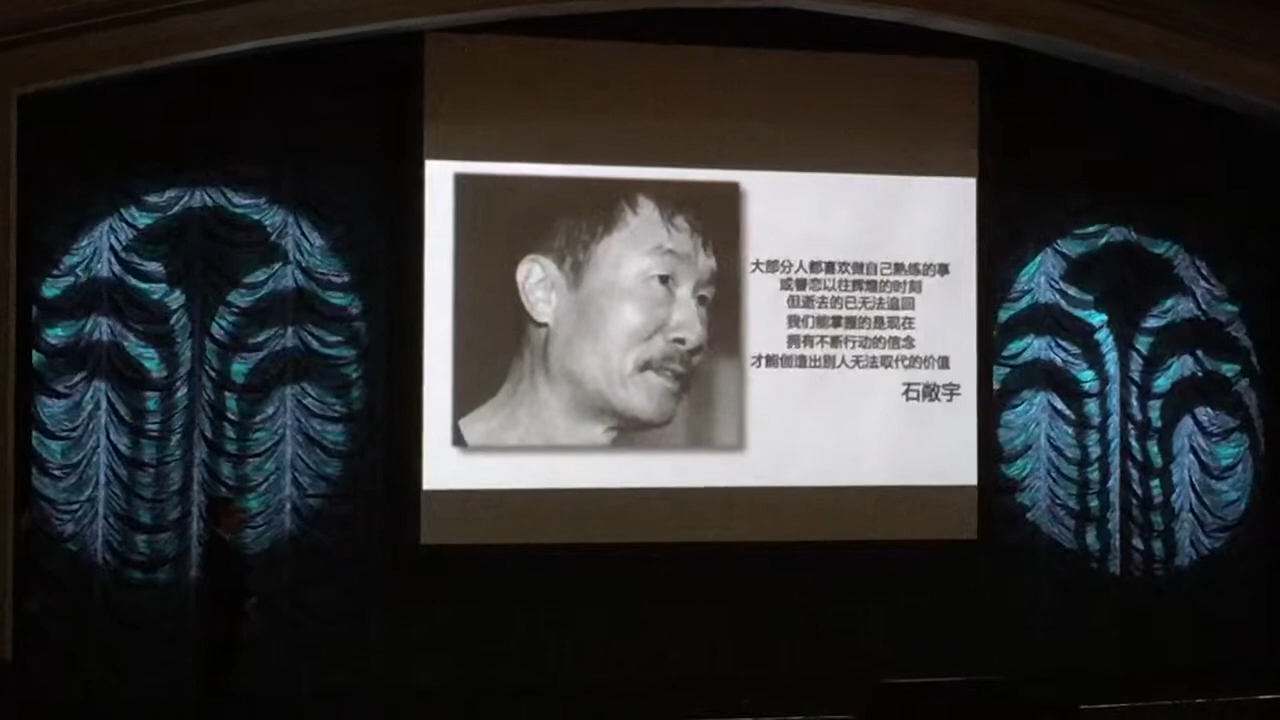 大部分人都喜欢做自己熟练的事
或眷恋以往辉煌的时刻
但逝去的已无法追回
我们能掌握的是现在
拥有不断行动的信念
才能创造出别人无法取代的价值
石敞宇